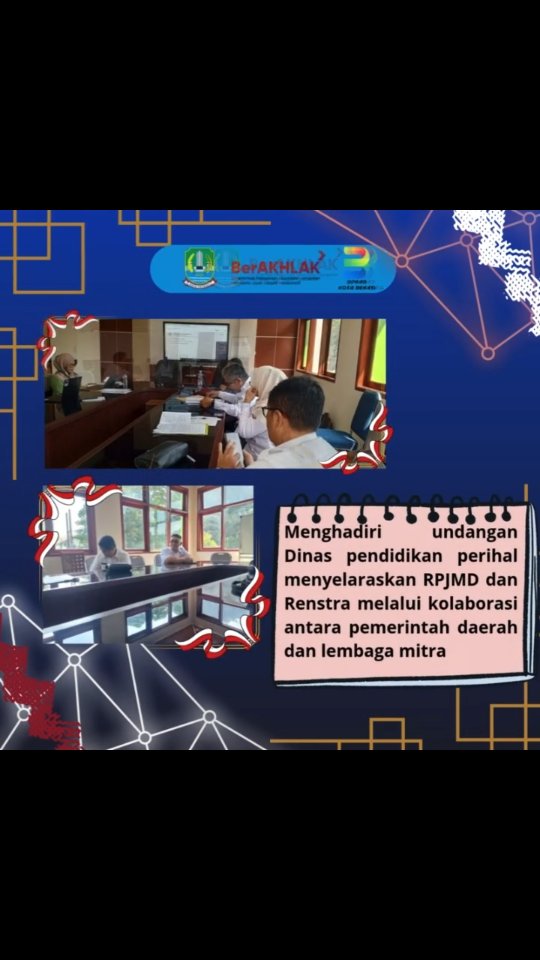 BerAKHLAK
Menghadiri undangan
Dinas pendidikan perihal
menyelaraskan RPJMD dan
Renstra melalui kolaborasi
antara pemerintah daerah
dan lembaga mitra